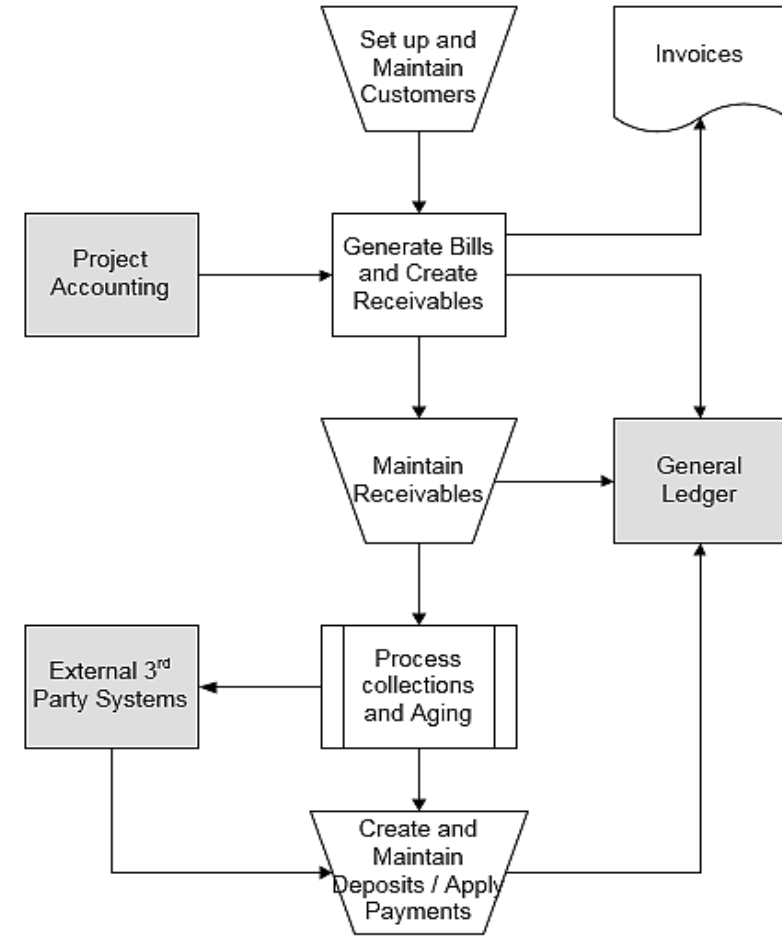 Set up and
Maintain
Customers
Invoices
Project
Accounting
Generate Bills
and Create
Receivables
Maintain
Receivables
General
Ledger
External 3rd
Party Systems
Process
collections
and Aging
Create and
Maintain
Deposits / Apply
Payments